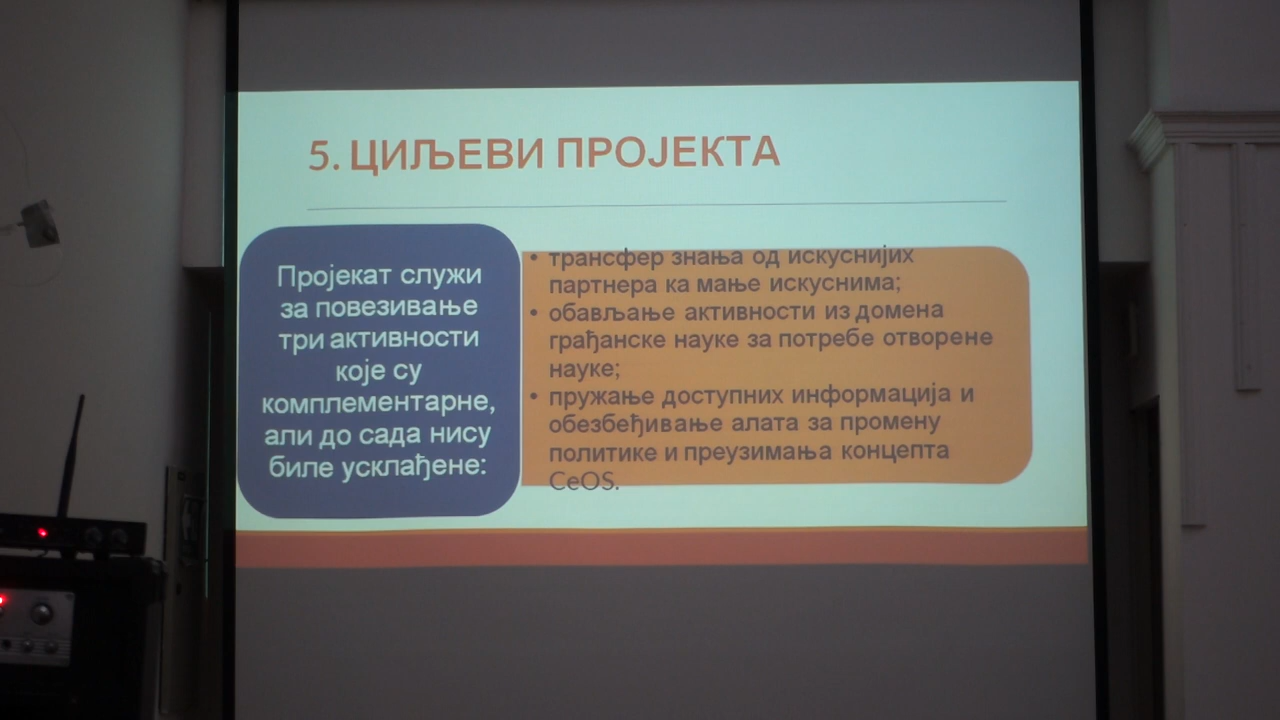 5. ЦИЉЕВИ ПРОЈЕКТА
Пројекат служи
за повезивање
три активности
које су
комплементарне,
али до сада нису
биле усклађене:
• трансфер знања од искуснијих
партнера ка мање искуснима;
• обављање активности из домена
грађанске науке за потребе отворене
науке;
• пружање доступних информација и
обезбеђивање алата за промену
политике и преузимања концепта
CeOS.